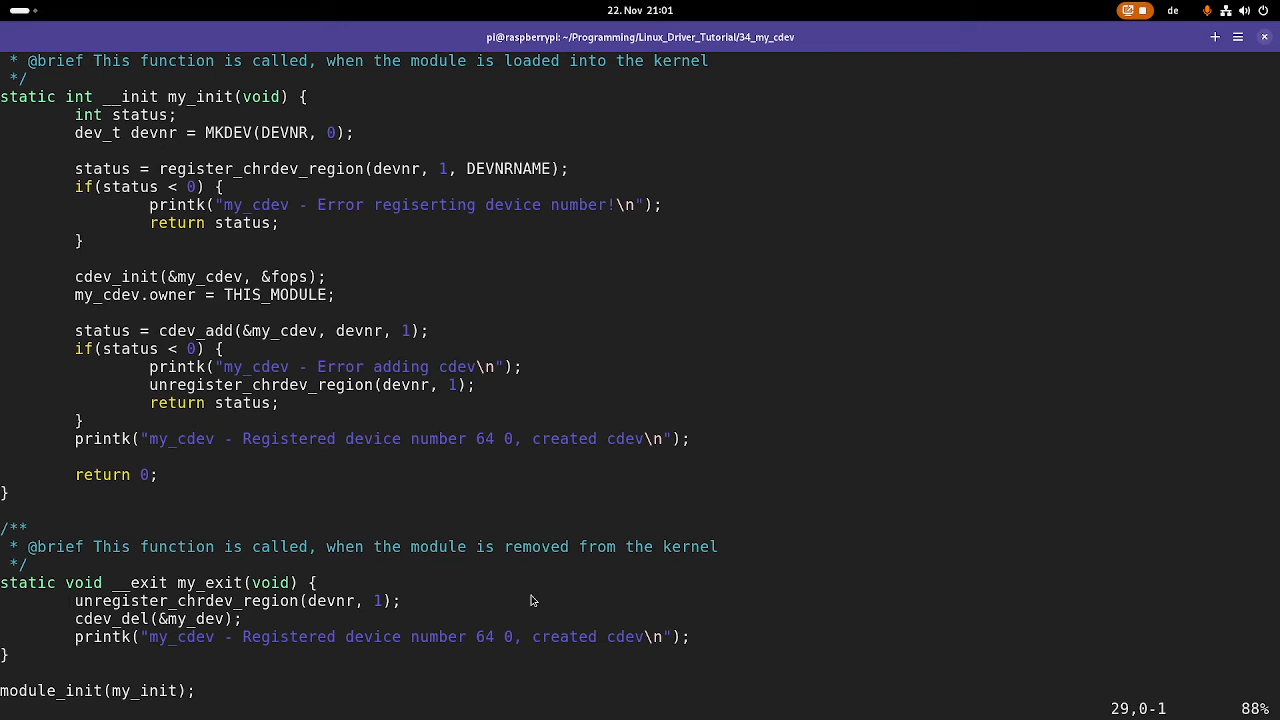 22. Nov 21:01
de
pi@raspberrypi: ~/Programming/Linux_Driver_Tutorial/34_my_cdev
 * @brief This function is called, when the module is loaded into the kernel
 */
static int __init my_init(void) {
        int status;
        dev_t devnr = MKDEV(DEVNR, 0);

        status = register_chrdev_region(devnr, 1, DEVNRNAME);
        if(status < 0) {
                printk("my_cdev - Error regiserting device number!\n");
                return status;
        }

        cdev_init(&my_cdev, &fops);
        my_cdev.owner = THIS_MODULE;

        status = cdev_add(&my_cdev, devnr, 1);
        if(status < 0) {
                printk("my_cdev - Error adding cdev\n");
                unregister_chrdev_region(devnr, 1);
                return status;
        }
        printk("my_cdev - Registered device number 64 0, created cdev\n");

        return 0;
}

/**
 * @brief This function is called, when the module is removed from the kernel
 */
static void __exit my_exit(void) {
        unregister_chrdev_region(devnr, 1);
        cdev_del(&my_dev);
        printk("my_cdev - Registered device number 64 0, created cdev\n");
}

module_init(my_init);
29,0-1 88%